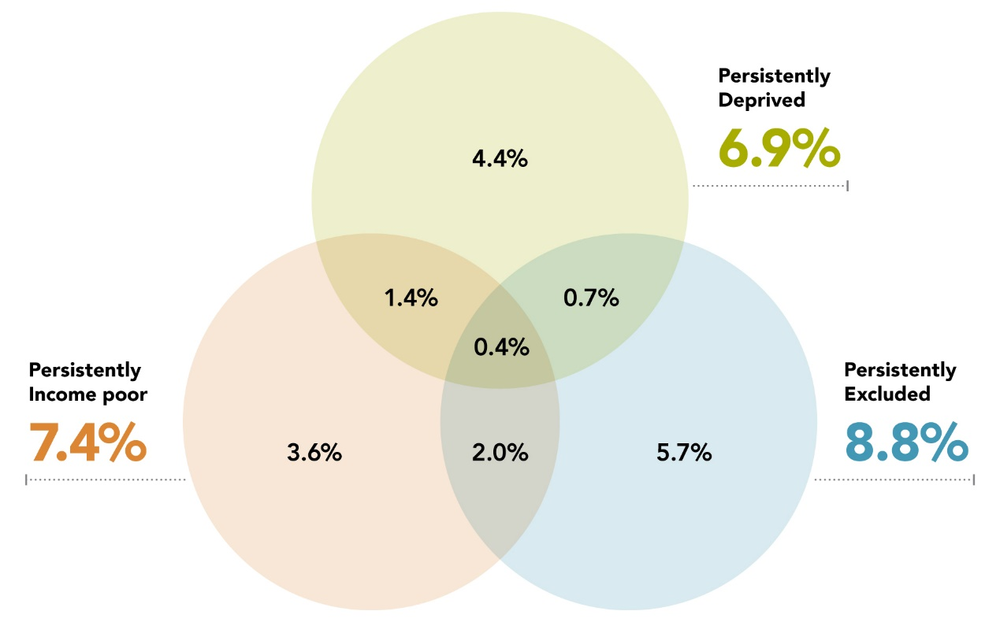 Persistently
Deprived
6.9%
4.4%
1.4%
0.7%
0.4%
Persistently
Income poor
7.4%
Persistently
Excluded
8.8%
3.6%
2.0%
5.7%